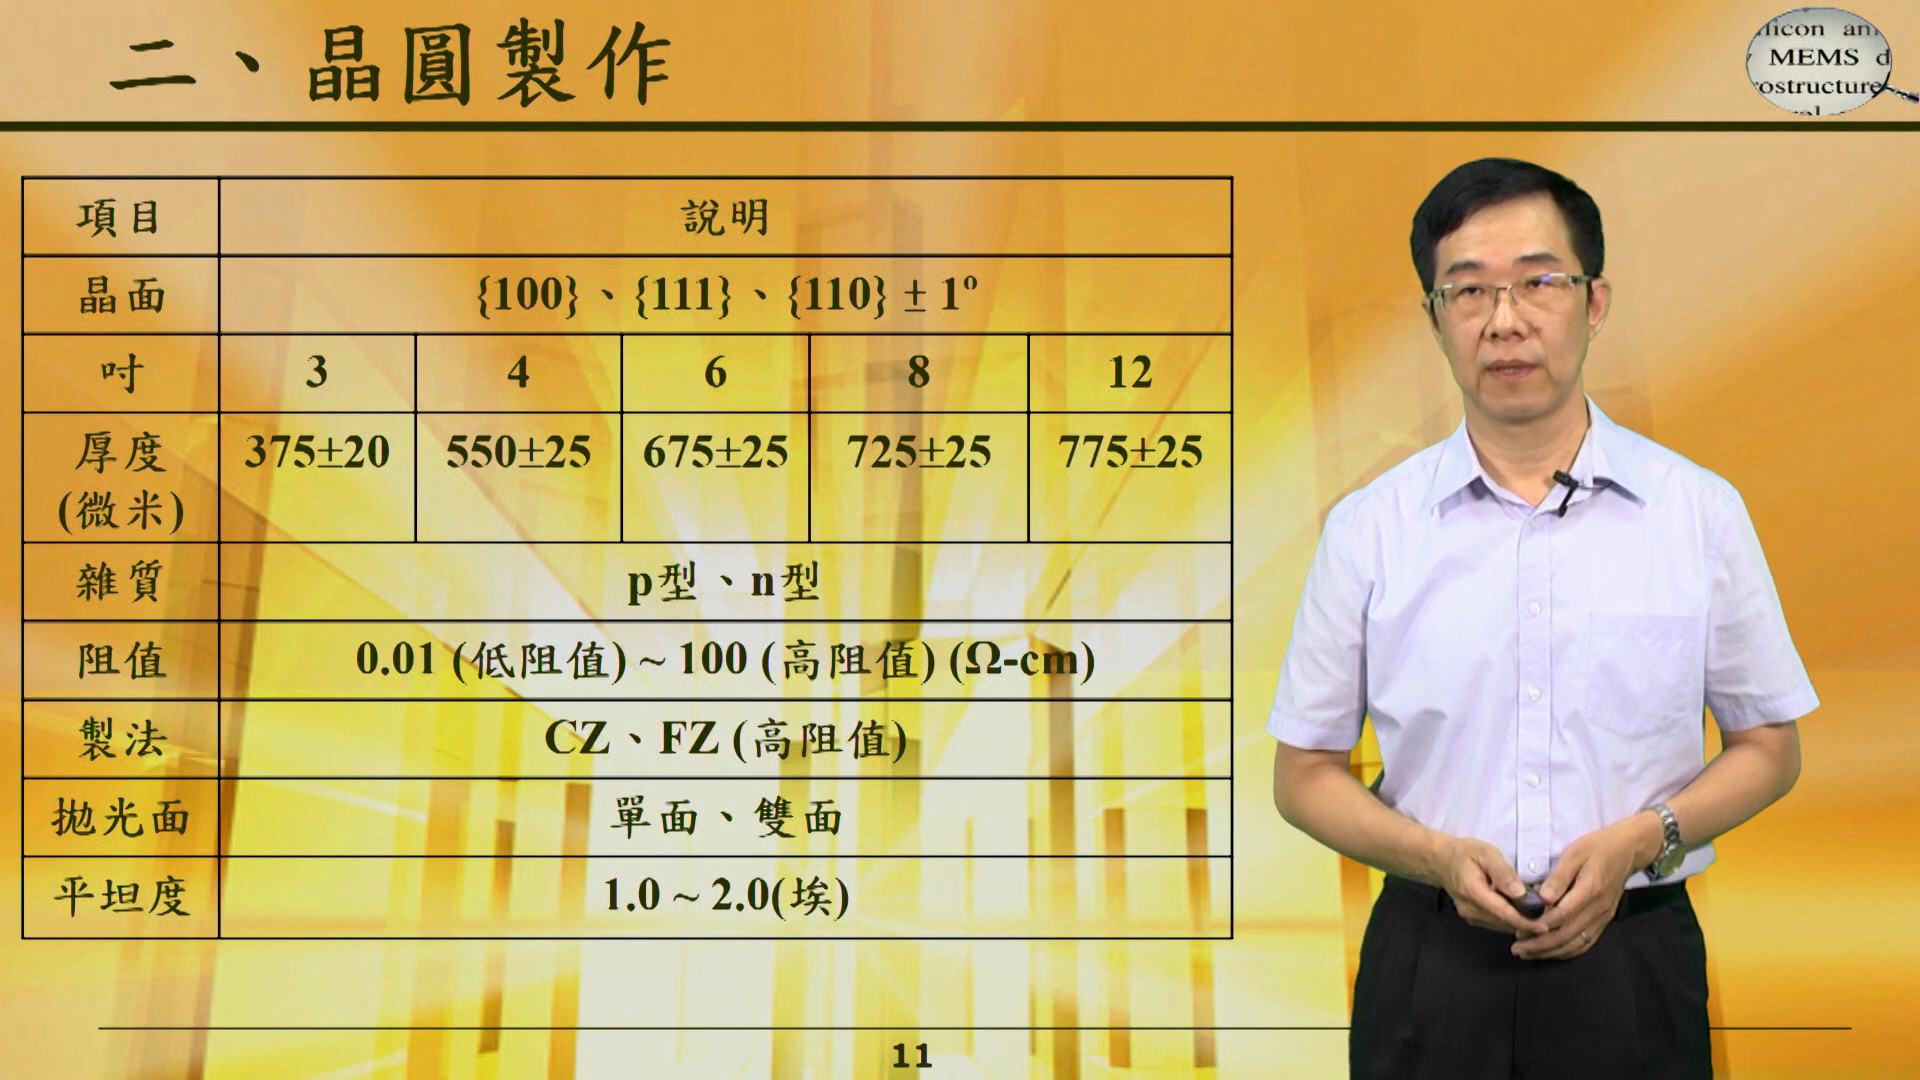 二、晶圓製作
licon an
MEMS d
ostructure
項目 說明
晶面 {100}、{111}、{110} ± 1º
吋 3 4 6 8 12
厚度 375±20 550±25 675±25 725±25 775±25
(微米)
雜質 p型、n型
阻值 0.01 (低阻值) ~ 100 (高阻值) (Ω-cm)
製法 CZ、FZ (高阻值)
拋光面 單面、雙面
平坦度 1.0 ~ 2.0(埃)
11